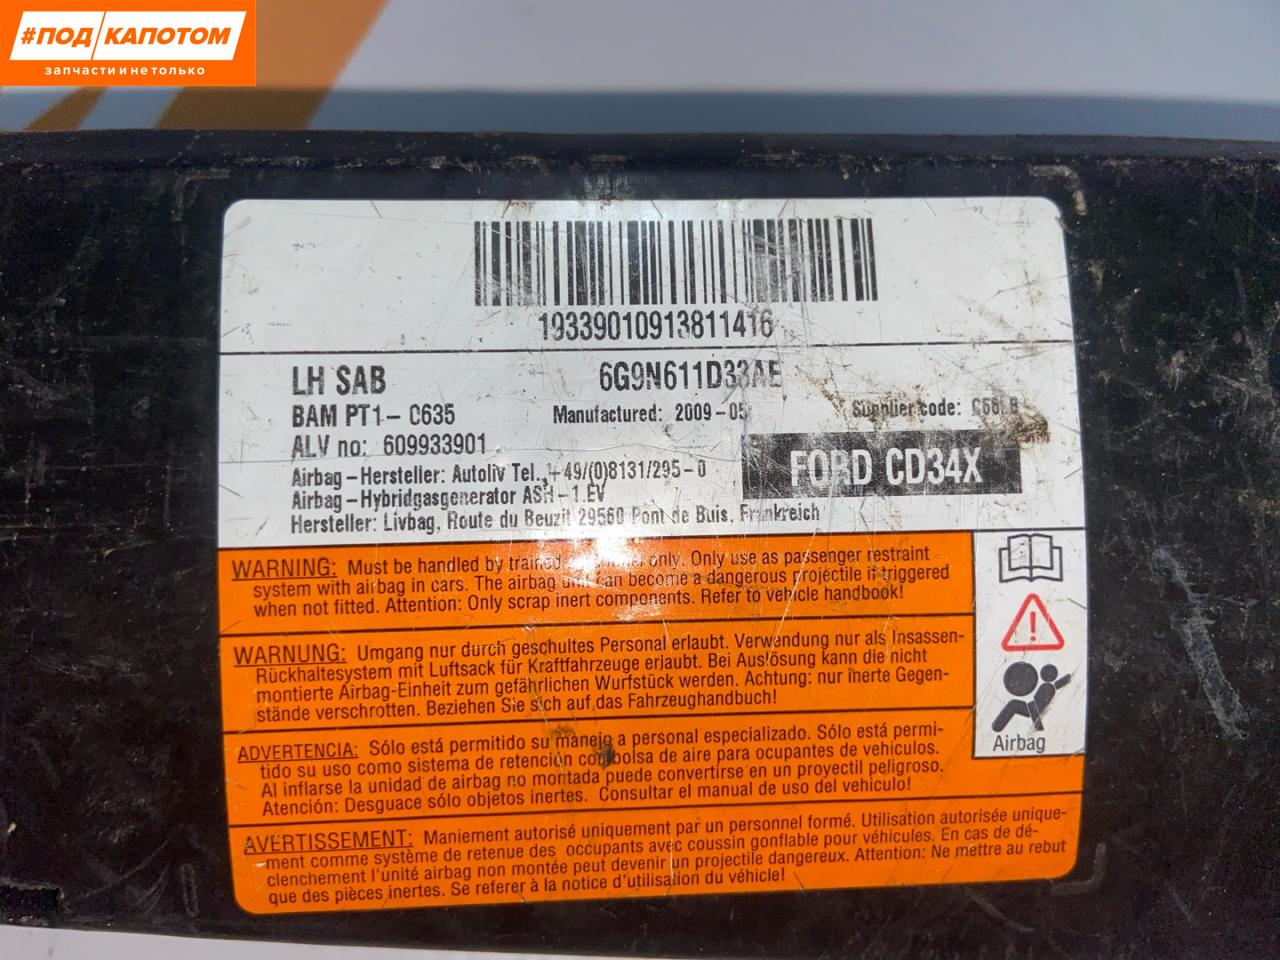 #ПОД КАПОТОМ
запчасти и не только
19339010913811416
LH SAB
6G9N611D33AE
BAM PT1-C635
Manufactured: 2009-05
Supplier code:
ALV no: 609933901
FORD CD34X
Airbag-Hersteller: Autoliv Tel. +49/(0)8131/295-0
Airbag-Hybridgasgenerator ASH-1.EV
Hersteller: Livbag, Route du Beuzit 29560 Pont de Buis, Frankreich
WARNING: Must be handled by trained only. Only use as passenger restraint
system with airbag in cars. The airbag unit can become a dangerous projectile if triggered
when not fitted. Attention: Only scrap inert components. Refer to vehicle handbook!
WARNUNG: Umgang nur durch geschultes Personal erlaubt. Verwendung nur als Insassen-
Rückhaltesystem mit Luftsack für Kraftfahrzeuge erlaubt. Bei Auslösung kann die nicht
montierte Airbag-Einheit zum gefährlichen Wurfstück werden. Achtung: nur inerte Gegen-
stände verschrotten. Beziehen Sie sich auf das Fahrzeughandbuch!
ADVERTENCIA: Sólo está permitido su manejo a personal especializado. Sólo está permi-
tido su uso como sistema de retención con bolsa de aire para ocupantes de vehículos.
Al inflarse la unidad de airbag no montada puede convertirse en un proyectil peligroso.
Atención: Desguace sólo objetos inertes. Consultar el manual de uso del vehículo!
AVERTISSEMENT: Maniement autorisé uniquement par un personnel formé. Utilisation autorisée unique-
ment comme système de retenue des occupants avec coussin gonflable pour véhicules. En cas de dé-
clenchement l'unité airbag non montée peut devenir un projectile dangereux. Attention: Ne mettre au rebut
que des pièces inertes. Se referer à la notice d'utilisation du véhicule!
Airbag